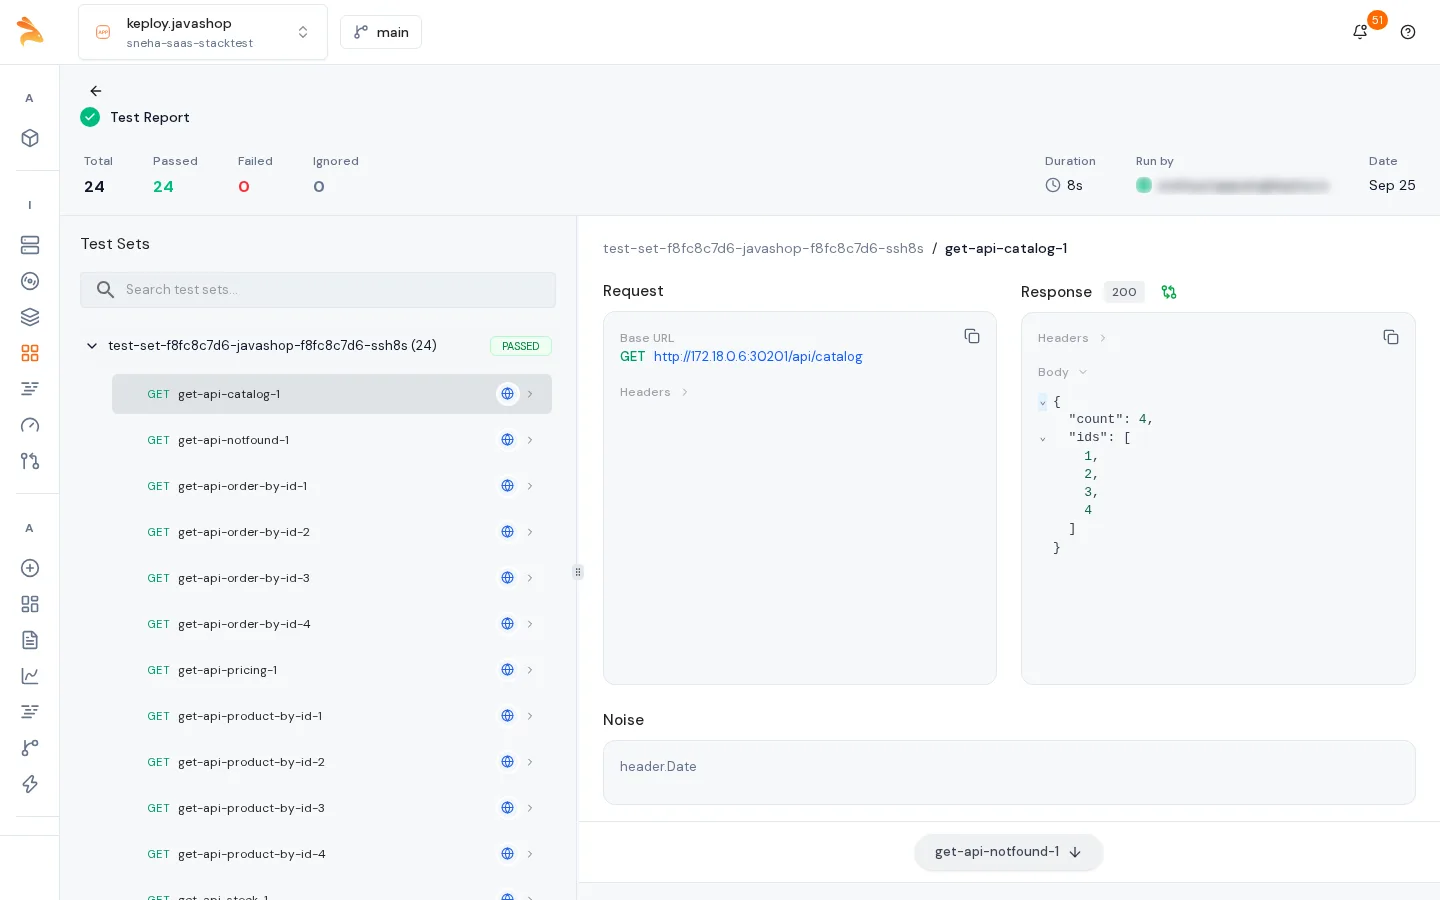 keploy.javashop
sneha-saas-stacktest
main
51
APP
A
I
A
Test Report
Total
24
Passed
24
Failed
0
Ignored
0
Duration
8s
Run by
Date
Sep 25
Test Sets
Search test sets...
test-set-f8fc8c7d6-javashop-f8fc8c7d6-ssh8s (24)
PASSED
GET get-api-catalog-1
GET get-api-notfound-1
GET get-api-order-by-id-1
GET get-api-order-by-id-2
GET get-api-order-by-id-3
GET get-api-order-by-id-4
GET get-api-pricing-1
GET get-api-product-by-id-1
GET get-api-product-by-id-2
GET get-api-product-by-id-3
GET get-api-product-by-id-4
GET get-api-stock-1
test-set-f8fc8c7d6-javashop-f8fc8c7d6-ssh8s / get-api-catalog-1
Request
Base URL
GET http://172.18.0.6:30201/api/catalog
Headers
Response 200
Headers
Body
{
"count": 4,
"ids": [
1,
2,
3,
4
]
}
Noise
header.Date
get-api-notfound-1